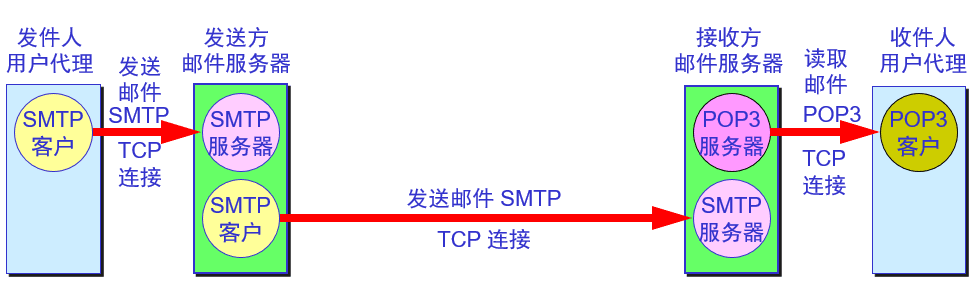 发件人
用户代理
发送方
邮件服务器
接收方
邮件服务器
收件人
用户代理
发送
邮件
SMTP
TCP
连接
读取
邮件
POP3
TCP
连接
SMTP
客户
SMTP
服务器
POP3
服务器
POP3
客户
SMTP
客户
发送邮件 SMTP
TCP 连接
SMTP
服务器